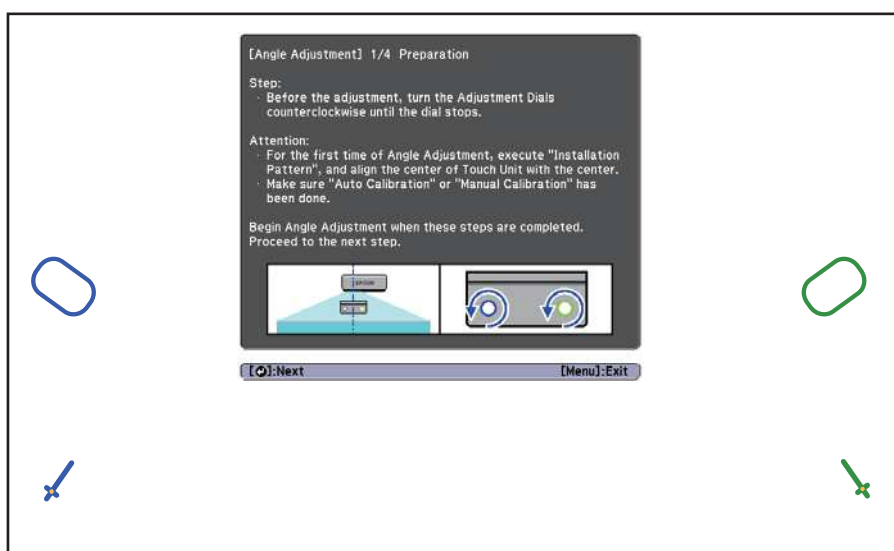 [Angle Adjustment] 1/4 Preparation
Step:
· Before the adjustment, turn the Adjustment Dials
counterclockwise until the dial stops.
Attention:
· For the first time of Angle Adjustment, execute "Installation
Pattern", and align the center of Touch Unit with the center.
· Make sure "Auto Calibration" or "Manual Calibration" has
been done.
Begin Angle Adjustment when these steps are completed.
Proceed to the next step.
[ ]:Next [Menu]:Exit